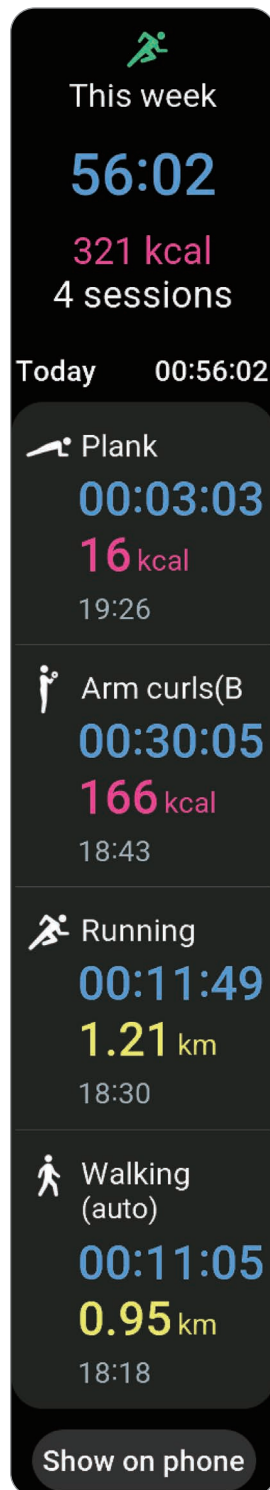 This week
56:02
321 kcal
4 sessions
Today 00:56:02
Plank
00:03:03
16 kcal
19:26
Arm curls(B
00:30:05
166 kcal
18:43
Running
00:11:49
1.21 km
18:30
Walking
(auto)
00:11:05
0.95 km
18:18
Show on phone